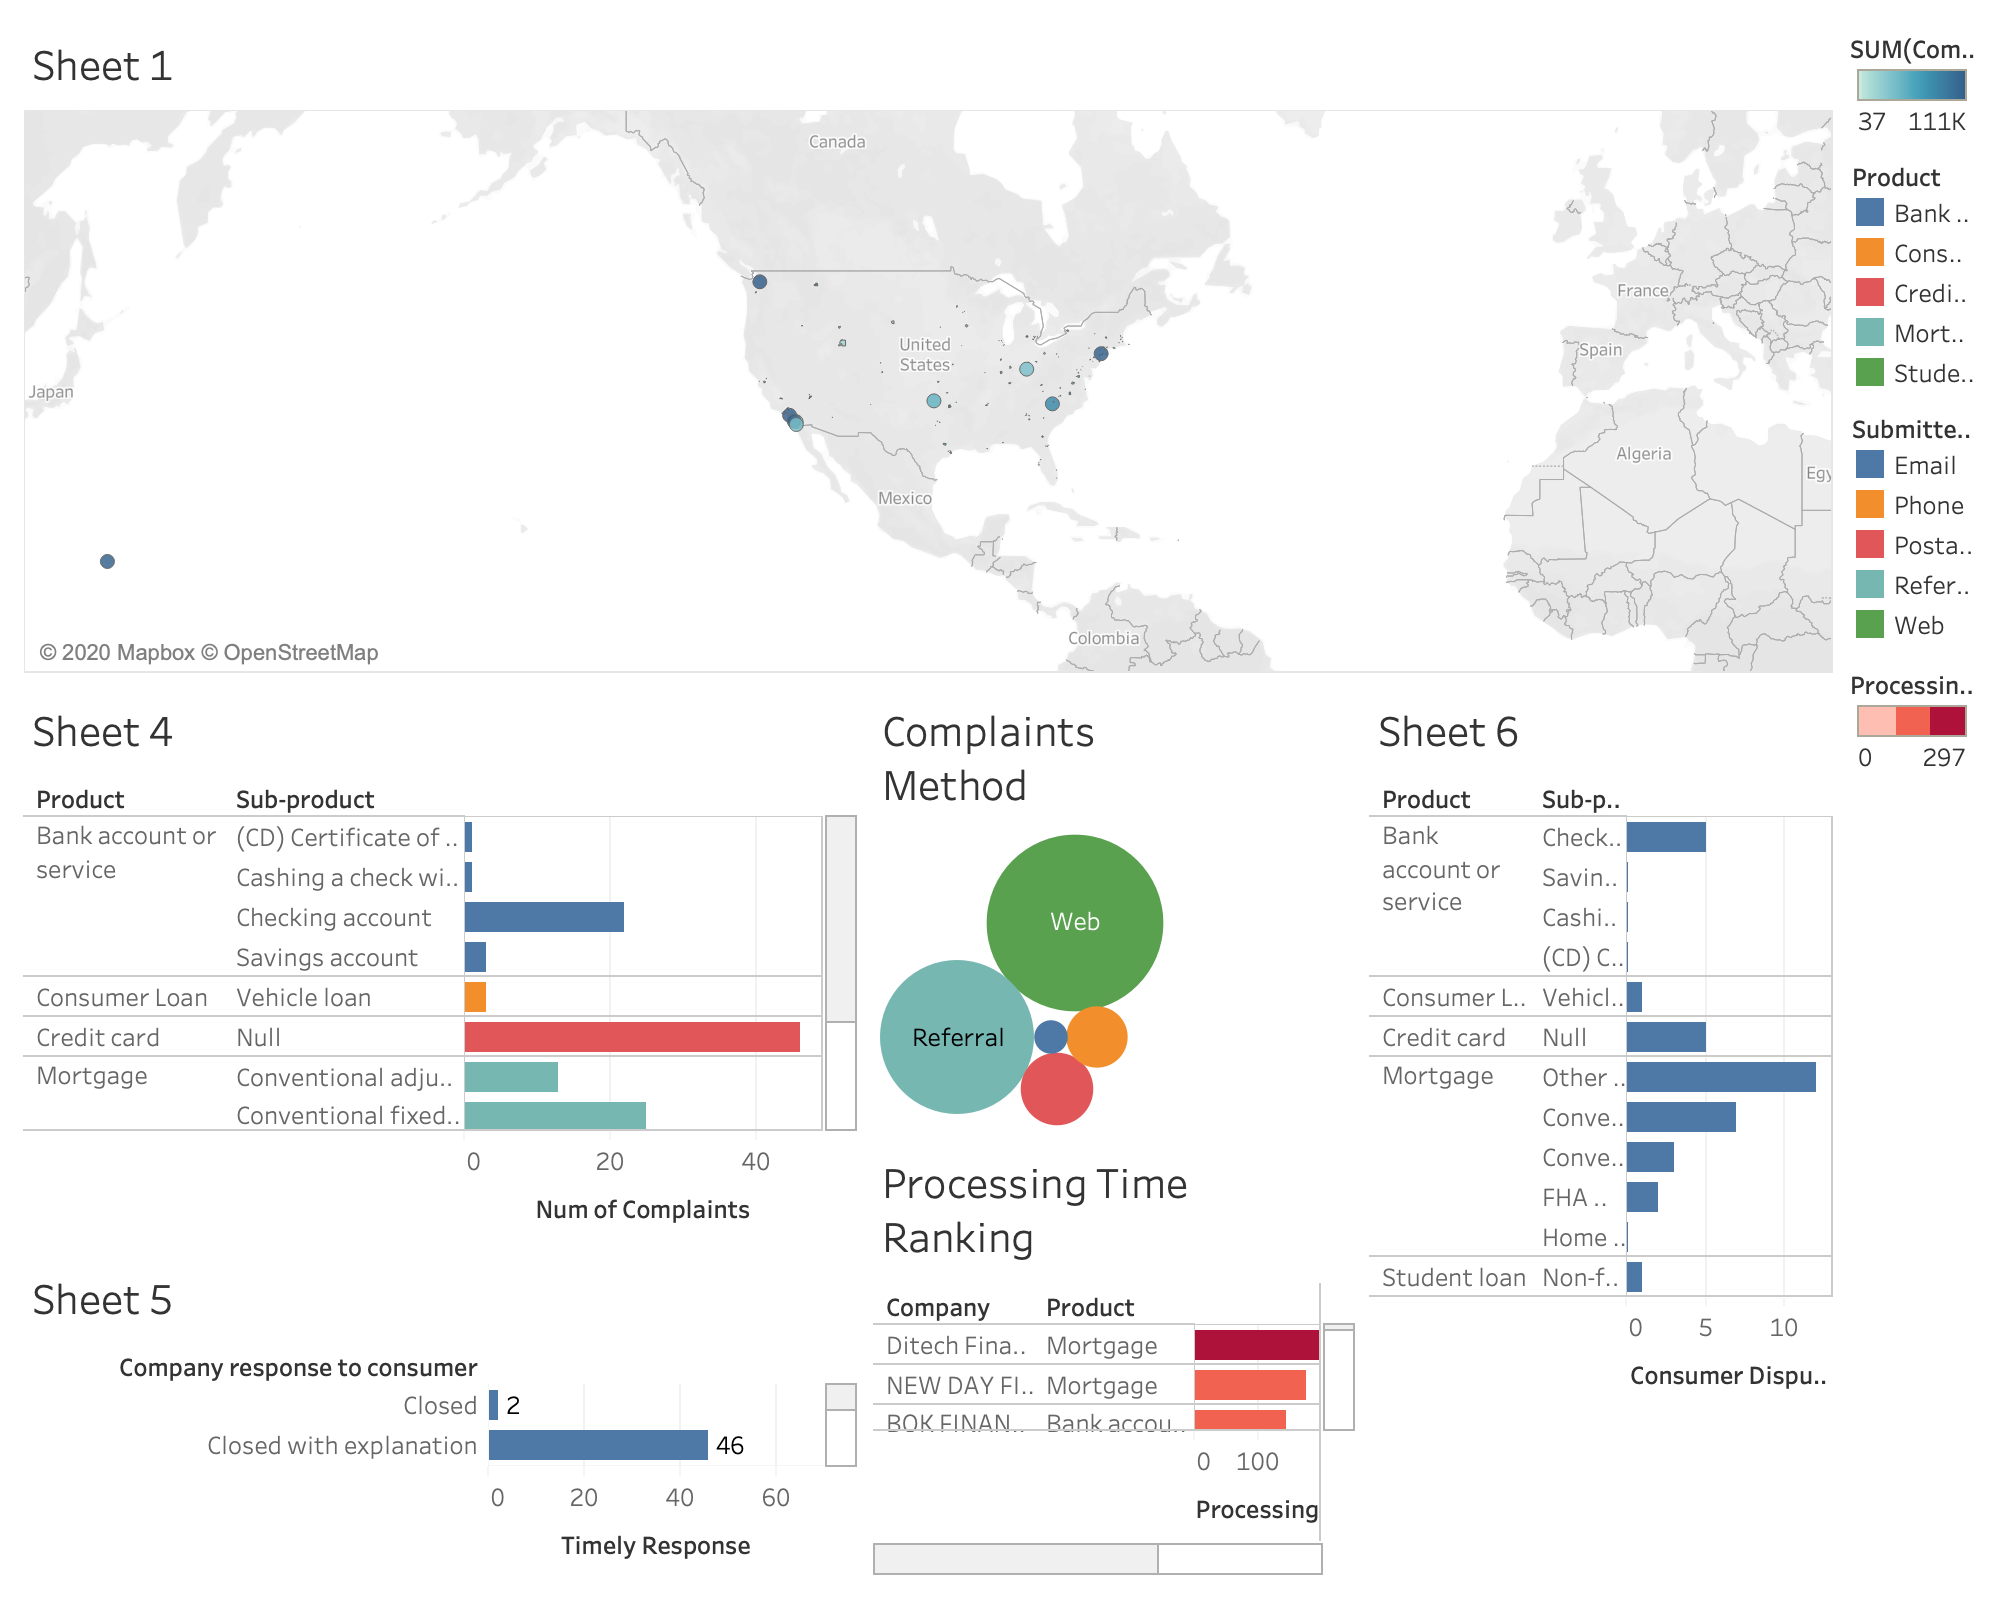 Sheet 1
SUM(Com..
37 111K
Product
Bank ..
Cons..
Credi..
Mort..
Stude..
Submitte..
Email
Phone
Posta..
Refer..
Web
Processin..
0 297
Canada
United
States
Mexico
Colombia
Japan
France
Spain
Algeria
Egy
© 2020 Mapbox © OpenStreetMap
Sheet 4
Product Sub-product
Bank account or
service
(CD) Certificate of ..
Cashing a check wi..
Checking account
Savings account
Consumer Loan Vehicle loan
Credit card Null
Mortgage Conventional adju..
Conventional fixed..
0 20 40
Num of Complaints
Complaints
Method
Web
Referral
Processing Time
Ranking
Company Product
Ditech Fina.. Mortgage
NEW DAY FI.. Mortgage
BOK FINAN.. Bank accou..
0 100
Processing
Sheet 6
Product Sub-p..
Bank
account or
service
Check..
Savin..
Cashi..
(CD) C..
Consumer L.. Vehicl..
Credit card Null
Mortgage Other ..
Conve..
Conve..
FHA ..
Home ..
Student loan Non-f..
0 5 10
Consumer Dispu..
Sheet 5
Company response to consumer
Closed 2
Closed with explanation 46
0 20 40 60
Timely Response